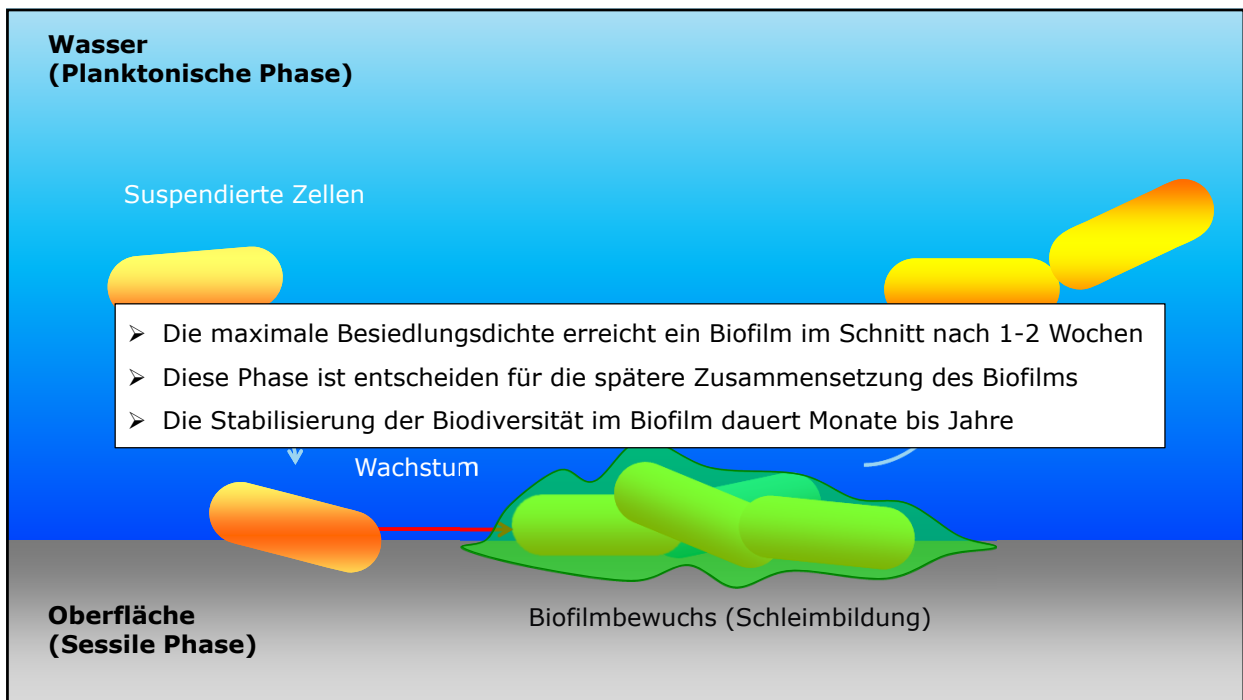 Wasser
(Planktonische Phase)
Suspendierte Zellen
➢ Die maximale Besiedlungsdichte erreicht ein Biofilm im Schnitt nach 1-2 Wochen
➢ Diese Phase ist entscheiden für die spätere Zusammensetzung des Biofilms
➢ Die Stabilisierung der Biodiversität im Biofilm dauert Monate bis Jahre
Wachstum
Oberfläche
(Sessile Phase)
Biofilmbewuchs (Schleimbildung)